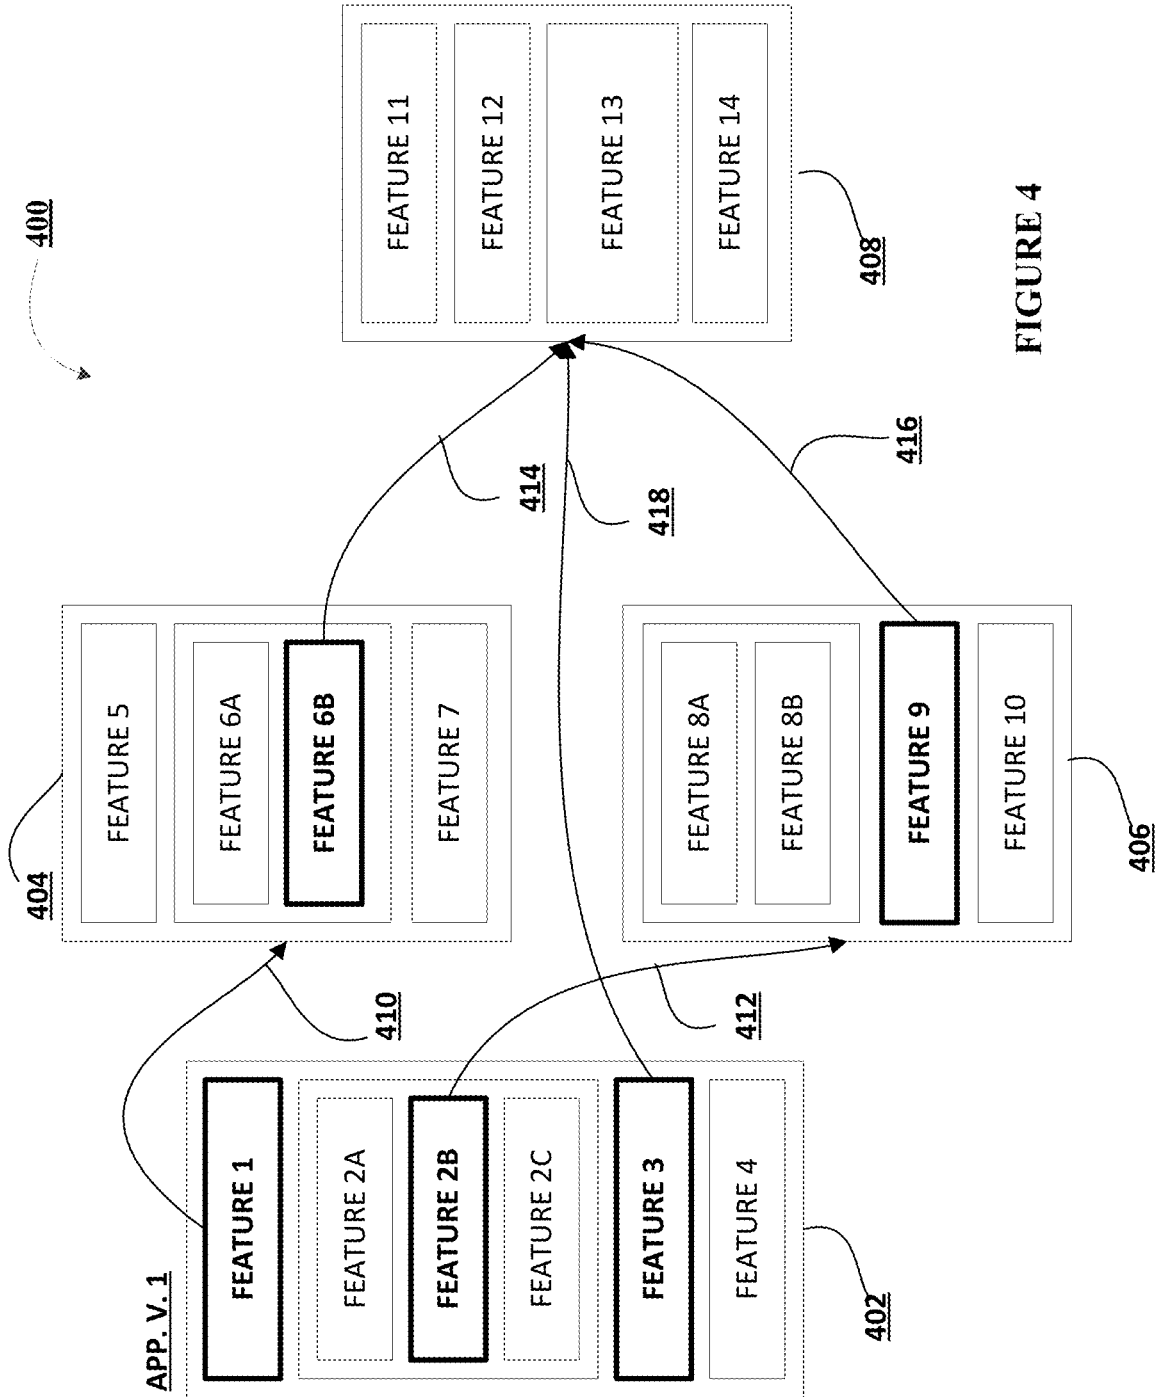 400
APP. V. 1
FEATURE 1
FEATURE 2A
FEATURE 2B
FEATURE 2C
FEATURE 3
FEATURE 4
402
410
412
404
FEATURE 5
FEATURE 6A
FEATURE 6B
FEATURE 7
FEATURE 8A
FEATURE 8B
FEATURE 9
FEATURE 10
406
414
418
416
FEATURE 11
FEATURE 12
FEATURE 13
FEATURE 14
408
FIGURE 4